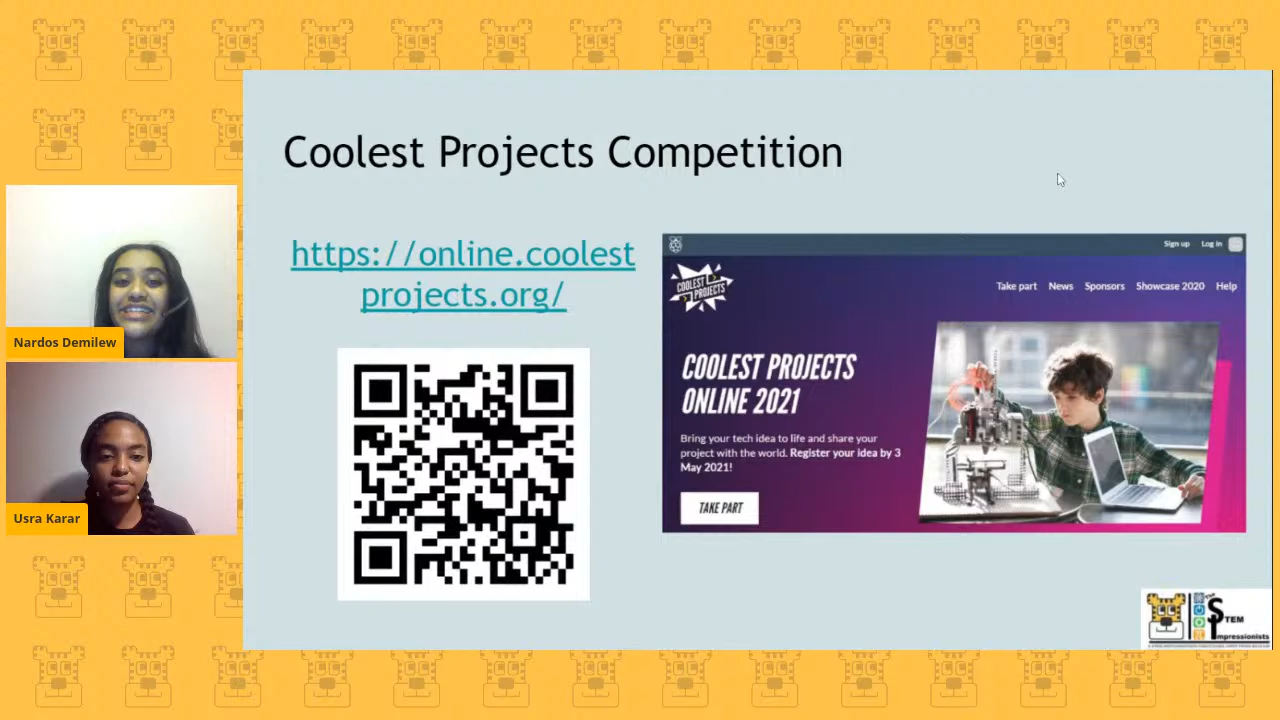 Coolest Projects Competition
https://online.coolest
projects.org/
Nardos Demilew
Usra Karar
Sign up Log in
COOLEST
PROJECTS
Take part News Sponsors Showcase 2020 Help
COOLEST PROJECTS
ONLINE 2021
Bring your tech idea to life and share your
project with the world. Register your idea by 3
May 2021!
TAKE PART
The
STEM
Impressionists